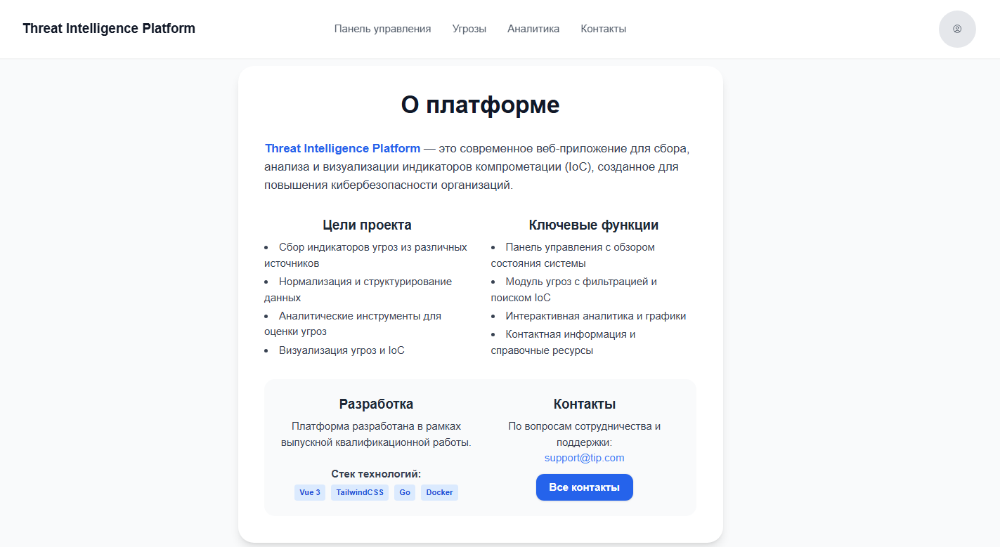 Threat Intelligence Platform
Панель управления Угрозы Аналитика Контакты
О платформе
Threat Intelligence Platform — это современное веб-приложение для сбора,
анализа и визуализации индикаторов компрометации (IoC), созданное для
повышения кибербезопасности организаций.
Цели проекта
• Сбор индикаторов угроз из различных
источников
• Нормализация и структурирование
данных
• Аналитические инструменты для
оценки угроз
• Визуализация угроз и IoC
Ключевые функции
• Панель управления с обзором
состояния системы
• Модуль угроз с фильтрацией и
поиском IoC
• Интерактивная аналитика и графики
• Контактная информация и
справочные ресурсы
Разработка
Платформа разработана в рамках
выпускной квалификационной работы.
Стек технологий:
Vue 3 TailwindCSS Go Docker
Контакты
По вопросам сотрудничества и
поддержки:
support@tip.com
Все контакты